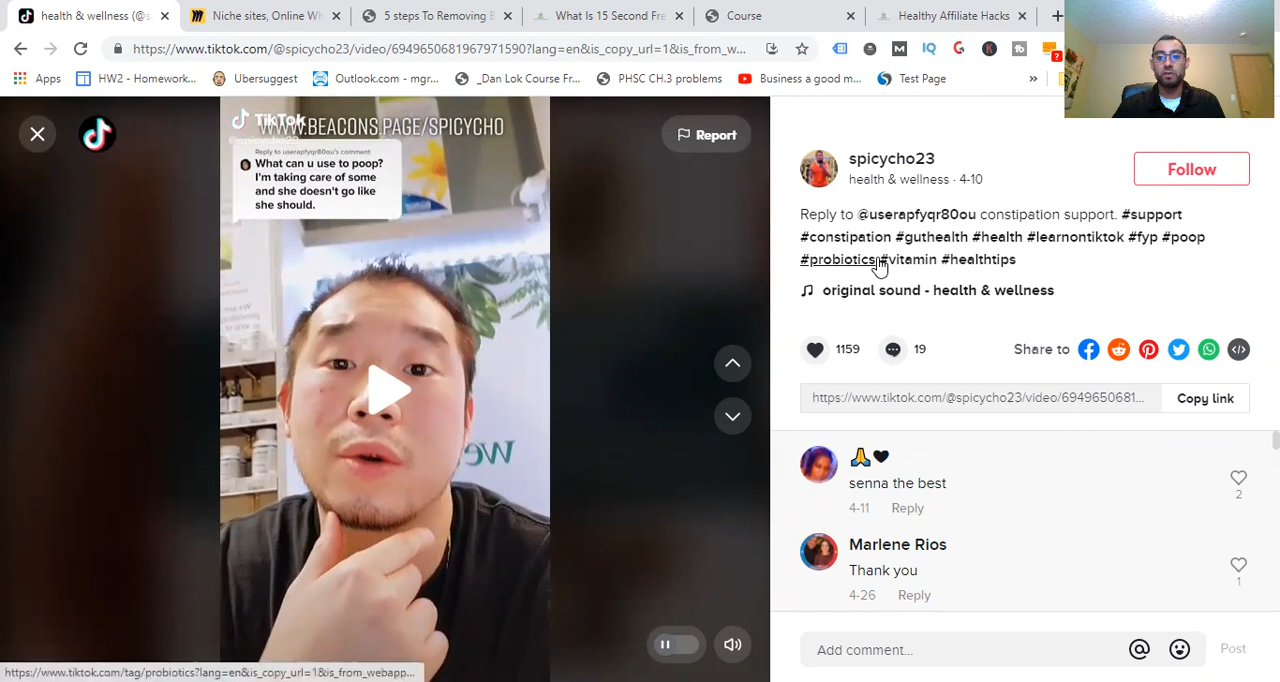 health & wellness (@s
Niche sites, Online Wh
5 steps To Removing B
What Is 15 Second Fre
Course
Healthy Affiliate Hacks
https://www.tiktok.com/@spicycho23/video/6949650681967971590?lang=en&is_copy_url=1&is_from_w...
Apps
HW2 - Homework...
Ubersuggest
Outlook.com - mgr...
_Dan Lok Course Fr...
PHSC CH.3 problems
Business a good m...
Test Page
»
TikTok
WWW.BEACONS.PAGE/SPICYCHO
Reply to userapfyqr80ou's comment
What can u use to poop?
I'm taking care of some
and she doesn't go like
she should.
Report
We
spicycho23
health & wellness · 4-10
Follow
Reply to @userapfyqr80ou constipation support. #support
#constipation #guthealth #health #learnontiktok #fyp #poop
#probiotics #vitamin #healthtips
original sound - health & wellness
1159
19
Share to
https://www.tiktok.com/@spicycho23/video/6949650681...
Copy link
🙏🖤
senna the best
4-11 Reply
2
Marlene Rios
Thank you
4-26 Reply
1
Add comment...
Post
https://www.tiktok.com/tag/probiotics?lang=en&is_copy_url=1&is_from_webapp...